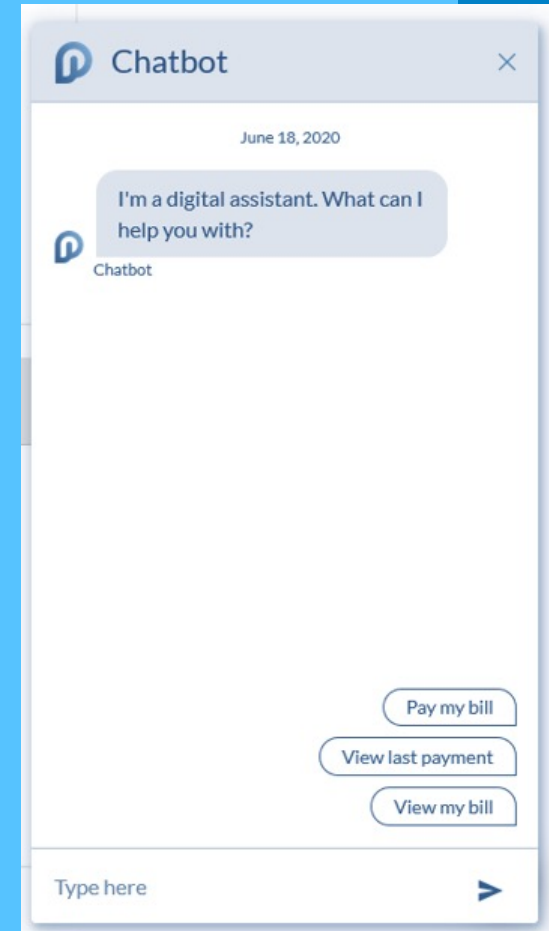 Chatbot
June 18, 2020
I'm a digital assistant. What can I
help you with?
Chatbot
Pay my bill
View last payment
View my bill
Type here